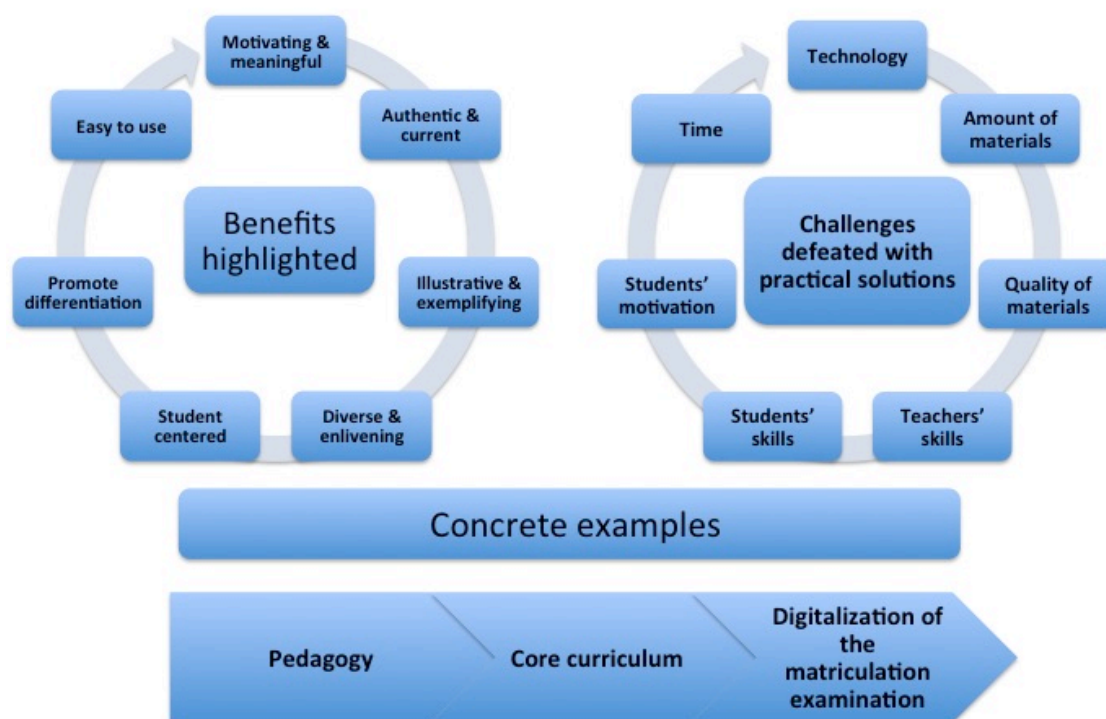 Motivating &
meaningful
Authentic &
current
Illustrative &
exemplifying
Diverse &
enlivening
Student
centered
Promote
differentiation
Easy to use
Benefits
highlighted
Technology
Amount of
materials
Quality of
materials
Teachers'
skills
Students'
skills
Students'
motivation
Time
Challenges
defeated with
practical solutions
Concrete examples
Pedagogy
Core curriculum
Digitalization of
the
matriculation
examination